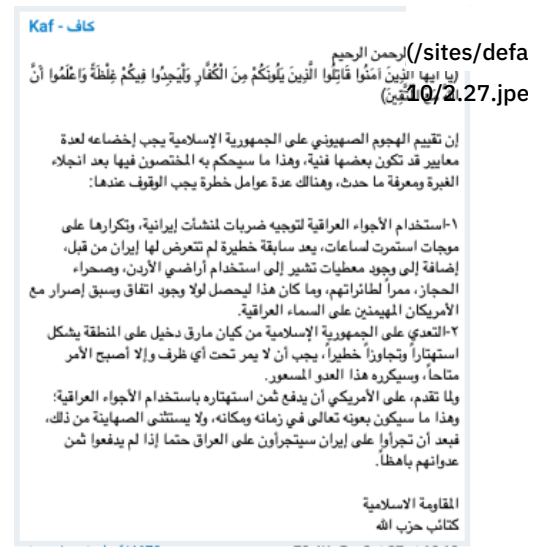 Kaf - كاف
الرحمن الرحيم
(/sites/defa
(يا أيها الذين آمَنُوا قَاتِلُوا الَّذِينَ يَلُونَكُمْ مِنَ الْكُفَّارِ وَلْيَجِدُوا فِيكُمْ غِلْظَةً وَاعْلَمُوا أَنَّ
10/2.27.jpe
إن تقييم الهجوم الصهيوني على الجمهورية الإسلامية يجب إخضاعه لعدة
معايير قد تكون بعضها فنية، وهذا ما سيحكم به المختصون فيها بعد انجلاء
الغبرة ومعرفة ما حدث، وهنالك عدة عوامل خطرة يجب الوقوف عندها:
١-استخدام الأجواء العراقية لتوجيه ضربات لمنشآت إيرانية، وتكرارها على
موجات استمرت لساعات، يعد سابقة خطيرة لم تتعرض لها إيران من قبل،
إضافة إلى وجود معطيات تشير إلى استخدام أراضي الأردن، وصحراء
الحجاز، ممراً لطائراتهم، وما كان هذا ليحصل لولا وجود اتفاق وسبق إصرار مع
الأمريكان المهيمنين على السماء العراقية.
٢-التعدي على الجمهورية الإسلامية من كيان مارق دخيل على المنطقة يشكل
استهتاراً وتجاوزاً خطيراً، يجب أن لا يمر تحت أي ظرف وإلا أصبح الأمر
متاحاً، وسيكرره هذا العدو المسعور.
ولما تقدم، على الأمريكي أن يدفع ثمن استهتاره باستخدام الأجواء العراقية؛
وهذا ما سيكون بعونه تعالى في زمانه ومكانه، ولا يستثنى الصهاينة من ذلك،
فبعد أن تجرأوا على إيران سيتجرأون على العراق حتما إذا لم يدفعوا ثمن
عدوانهم باهظاً.
المقاومة الاسلامية
كتائب حزب الله